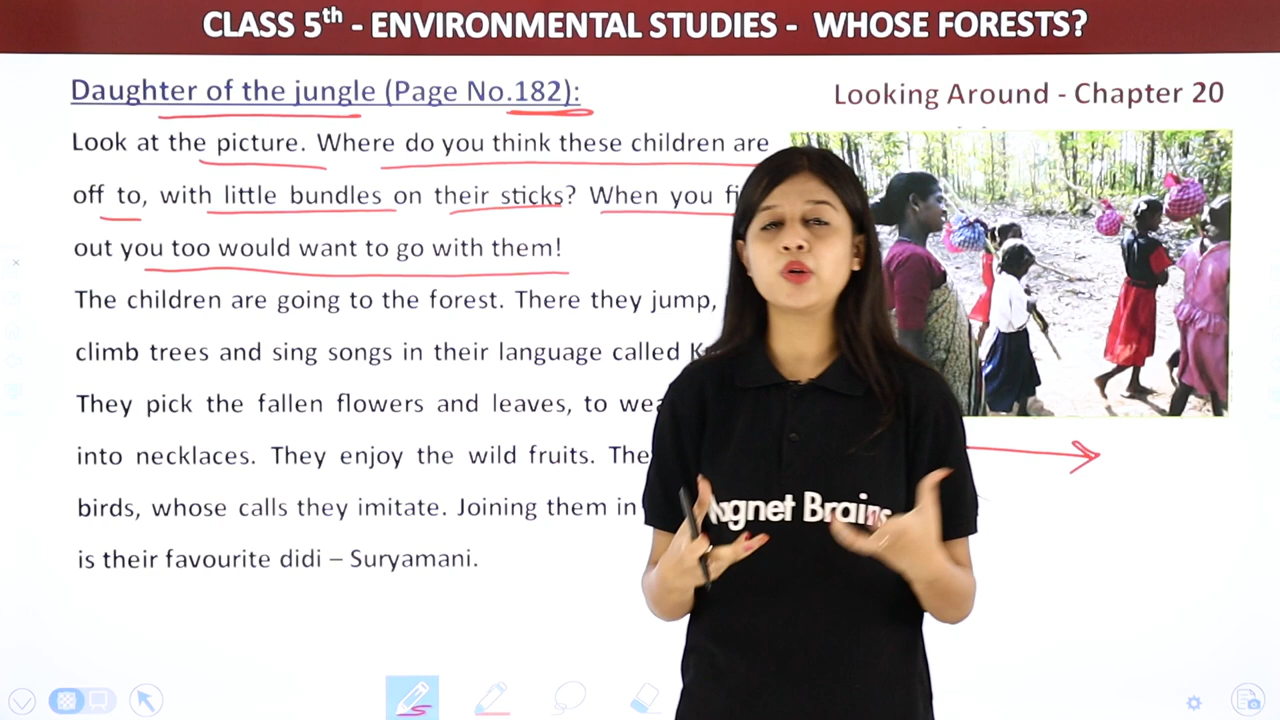 CLASS 5th - ENVIRONMENTAL STUDIES - WHOSE FORESTS?
Daughter of the jungle (Page No.182):
Looking Around - Chapter 20
Look at the picture. Where do you think these children are
off to, with little bundles on their sticks? When you
out you too would want to go with them!
The children are going to the forest. There they jump,
climb trees and sing songs in their language called
They pick the fallen flowers and leaves, to
into necklaces. They enjoy the wild fruits.
birds, whose calls they imitate. Joining them in
is their favourite didi – Suryamani.
Magnet Brains